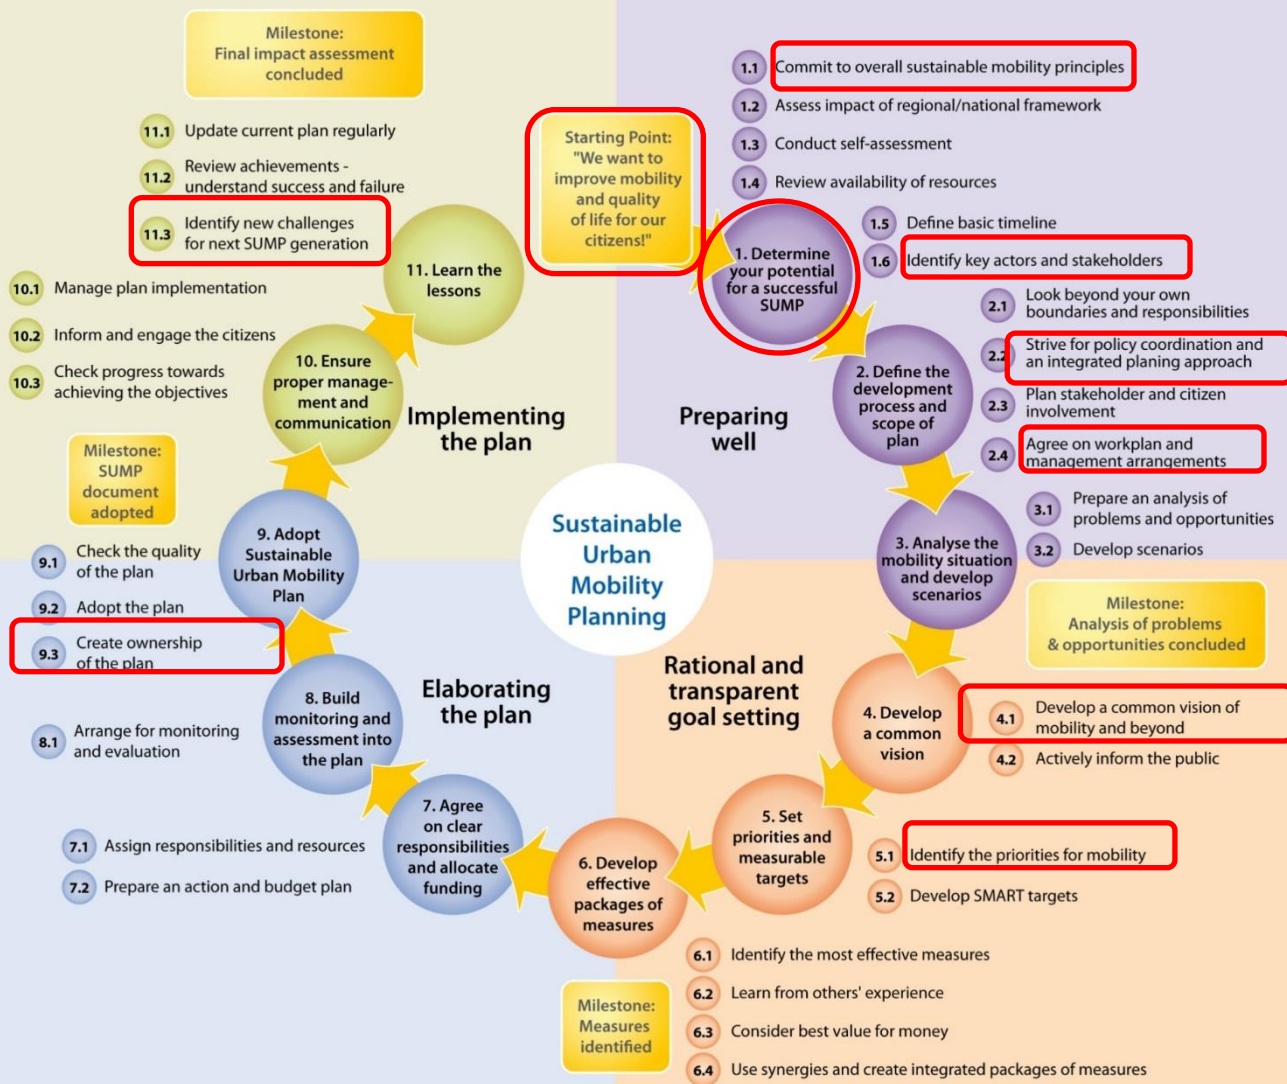 Milestone:
Final impact assessment
concluded
11.1 Update current plan regularly
11.2 Review achievements -
understand success and failure
11.3 Identify new challenges
for next SUMP generation
11. Learn the
lessons
10.1 Manage plan implementation
10.2 Inform and engage the citizens
10.3 Check progress towards
achieving the objectives
10. Ensure
proper manage-
ment and
communication
Implementing
the plan
Starting Point:
"We want to
improve mobility
and quality
of life for our
citizens!"
1.1 Commit to overall sustainable mobility principles
1.2 Assess impact of regional/national framework
1.3 Conduct self-assessment
1.4 Review availability of resources
1.5 Define basic timeline
1.6 Identify key actors and stakeholders
1. Determine
your potential
for a successful
SUMP
2.1 Look beyond your own
boundaries and responsibilities
2.2 Strive for policy coordination and
an integrated planing approach
2.3 Plan stakeholder and citizen
involvement
2.4 Agree on workplan and
management arrangements
2. Define the
development
process and
scope of
plan
Preparing
well
3.1 Prepare an analysis of
problems and opportunities
3.2 Develop scenarios
3. Analyse the
mobility situation
and develop
scenarios
Milestone:
Analysis of problems
& opportunities concluded
Sustainable
Urban
Mobility
Planning
Milestone:
SUMP
document
adopted
9. Adopt
Sustainable
Urban Mobility
Plan
9.1 Check the quality
of the plan
9.2 Adopt the plan
9.3 Create ownership
of the plan
8. Build
monitoring and
assessment into
the plan
8.1 Arrange for monitoring
and evaluation
Elaborating
the plan
7. Agree
on clear
responsibilities
and allocate
funding
7.1 Assign responsibilities and resources
7.2 Prepare an action and budget plan
Rational and
transparent
goal setting
4. Develop
a common
vision
4.1 Develop a common vision of
mobility and beyond
4.2 Actively inform the public
5. Set
priorities and
measurable
targets
5.1 Identify the priorities for mobility
5.2 Develop SMART targets
6. Develop
effective
packages of
measures
6.1 Identify the most effective measures
6.2 Learn from others' experience
6.3 Consider best value for money
6.4 Use synergies and create integrated packages of measures
Milestone:
Measures
identified